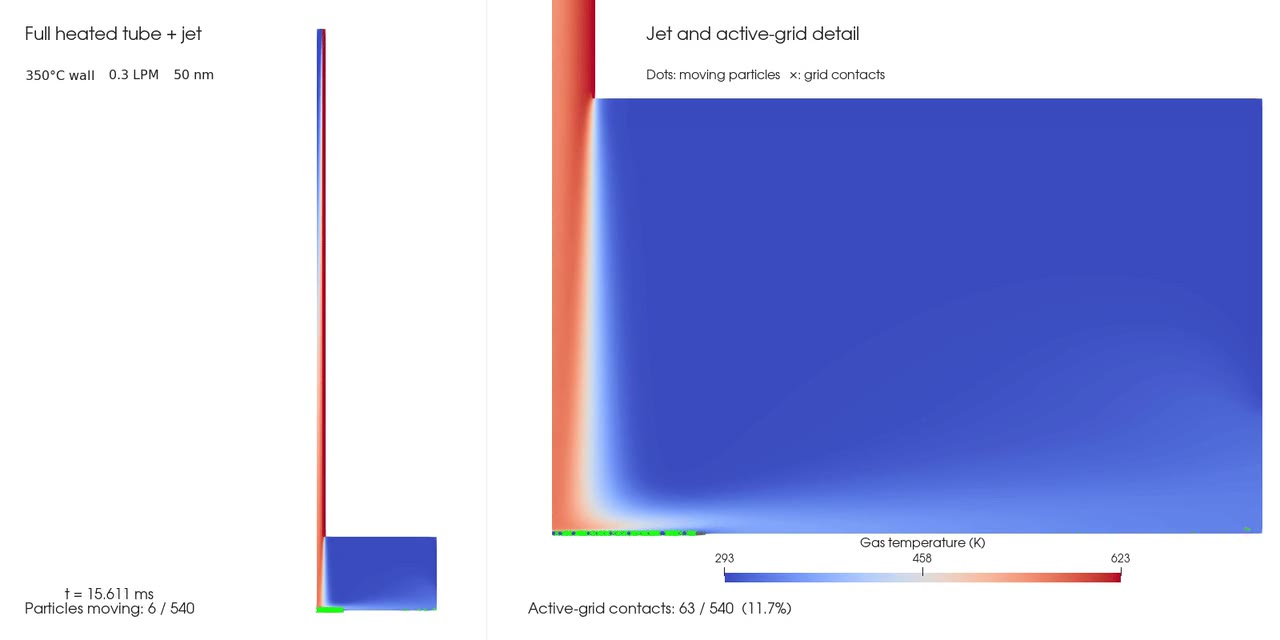 Full heated tube + jet
350°C wall 0.3 LPM 50 nm
t = 15.611 ms
Particles moving: 6 / 540
Jet and active-grid detail
Dots: moving particles ×: grid contacts
Gas temperature (K)
293 458 623
Active-grid contacts: 63 / 540 (11.7%)